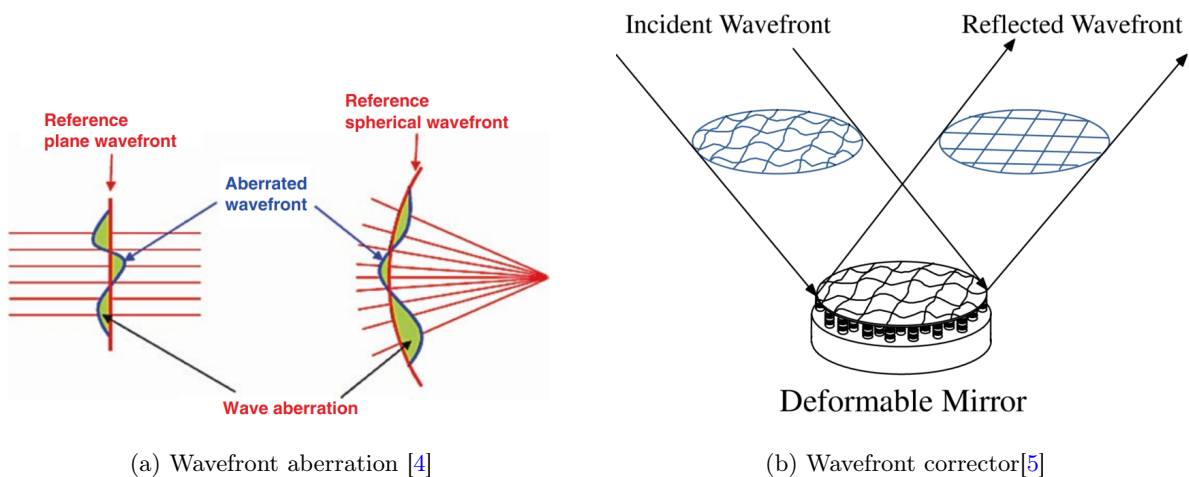 Reference
plane wavefront
Aberrated
wavefront
Reference
spherical wavefront
Wave aberration
(a) Wavefront aberration [4]
Incident Wavefront
Reflected Wavefront
Deformable Mirror
(b) Wavefront corrector[5]